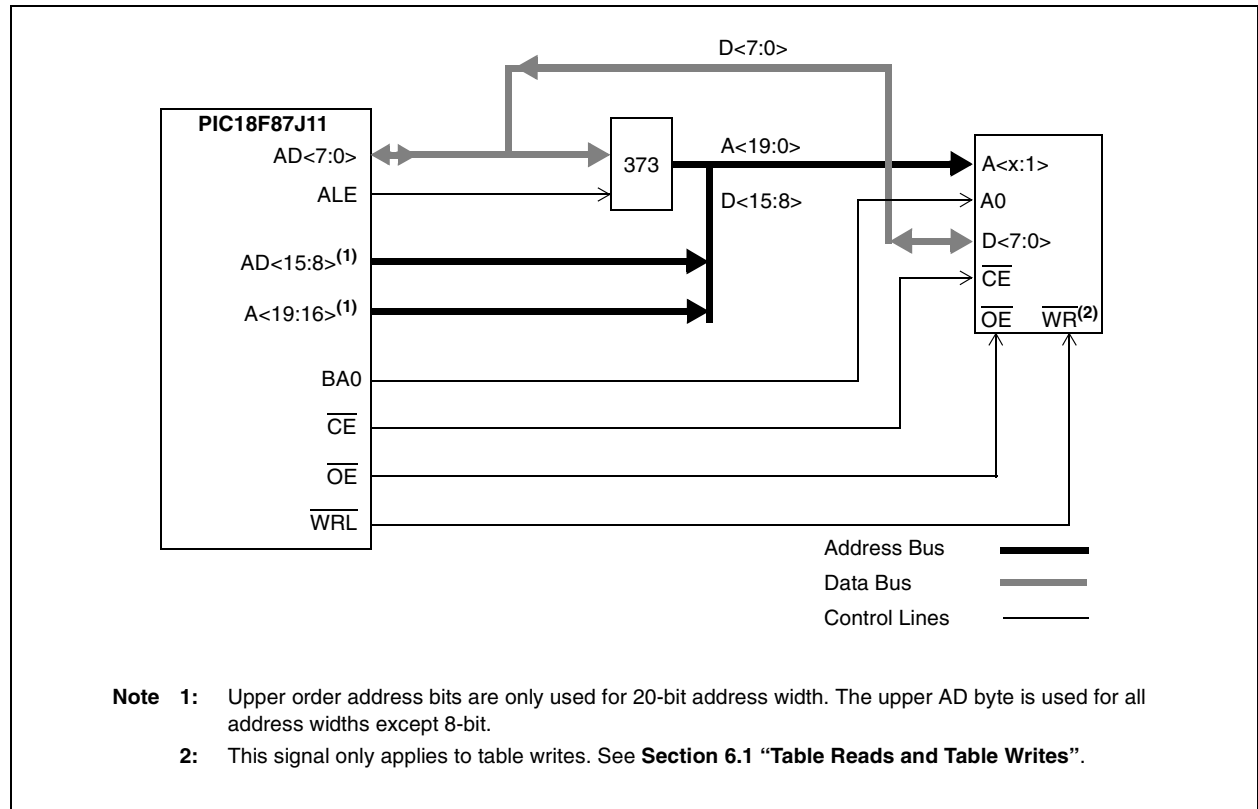 D<7:0>
PIC18F87J11
AD<7:0>
373
A<19:0>
A<x:1>
ALE
D<15:8>
A0
D<7:0>
AD<15:8>(1)
CE
A<19:16>(1)
OE WR(2)
BA0
CE
OE
WRL
Address Bus
Data Bus
Control Lines
Note 1: Upper order address bits are only used for 20-bit address width. The upper AD byte is used for all
address widths except 8-bit.
2: This signal only applies to table writes. See Section 6.1 “Table Reads and Table Writes”.